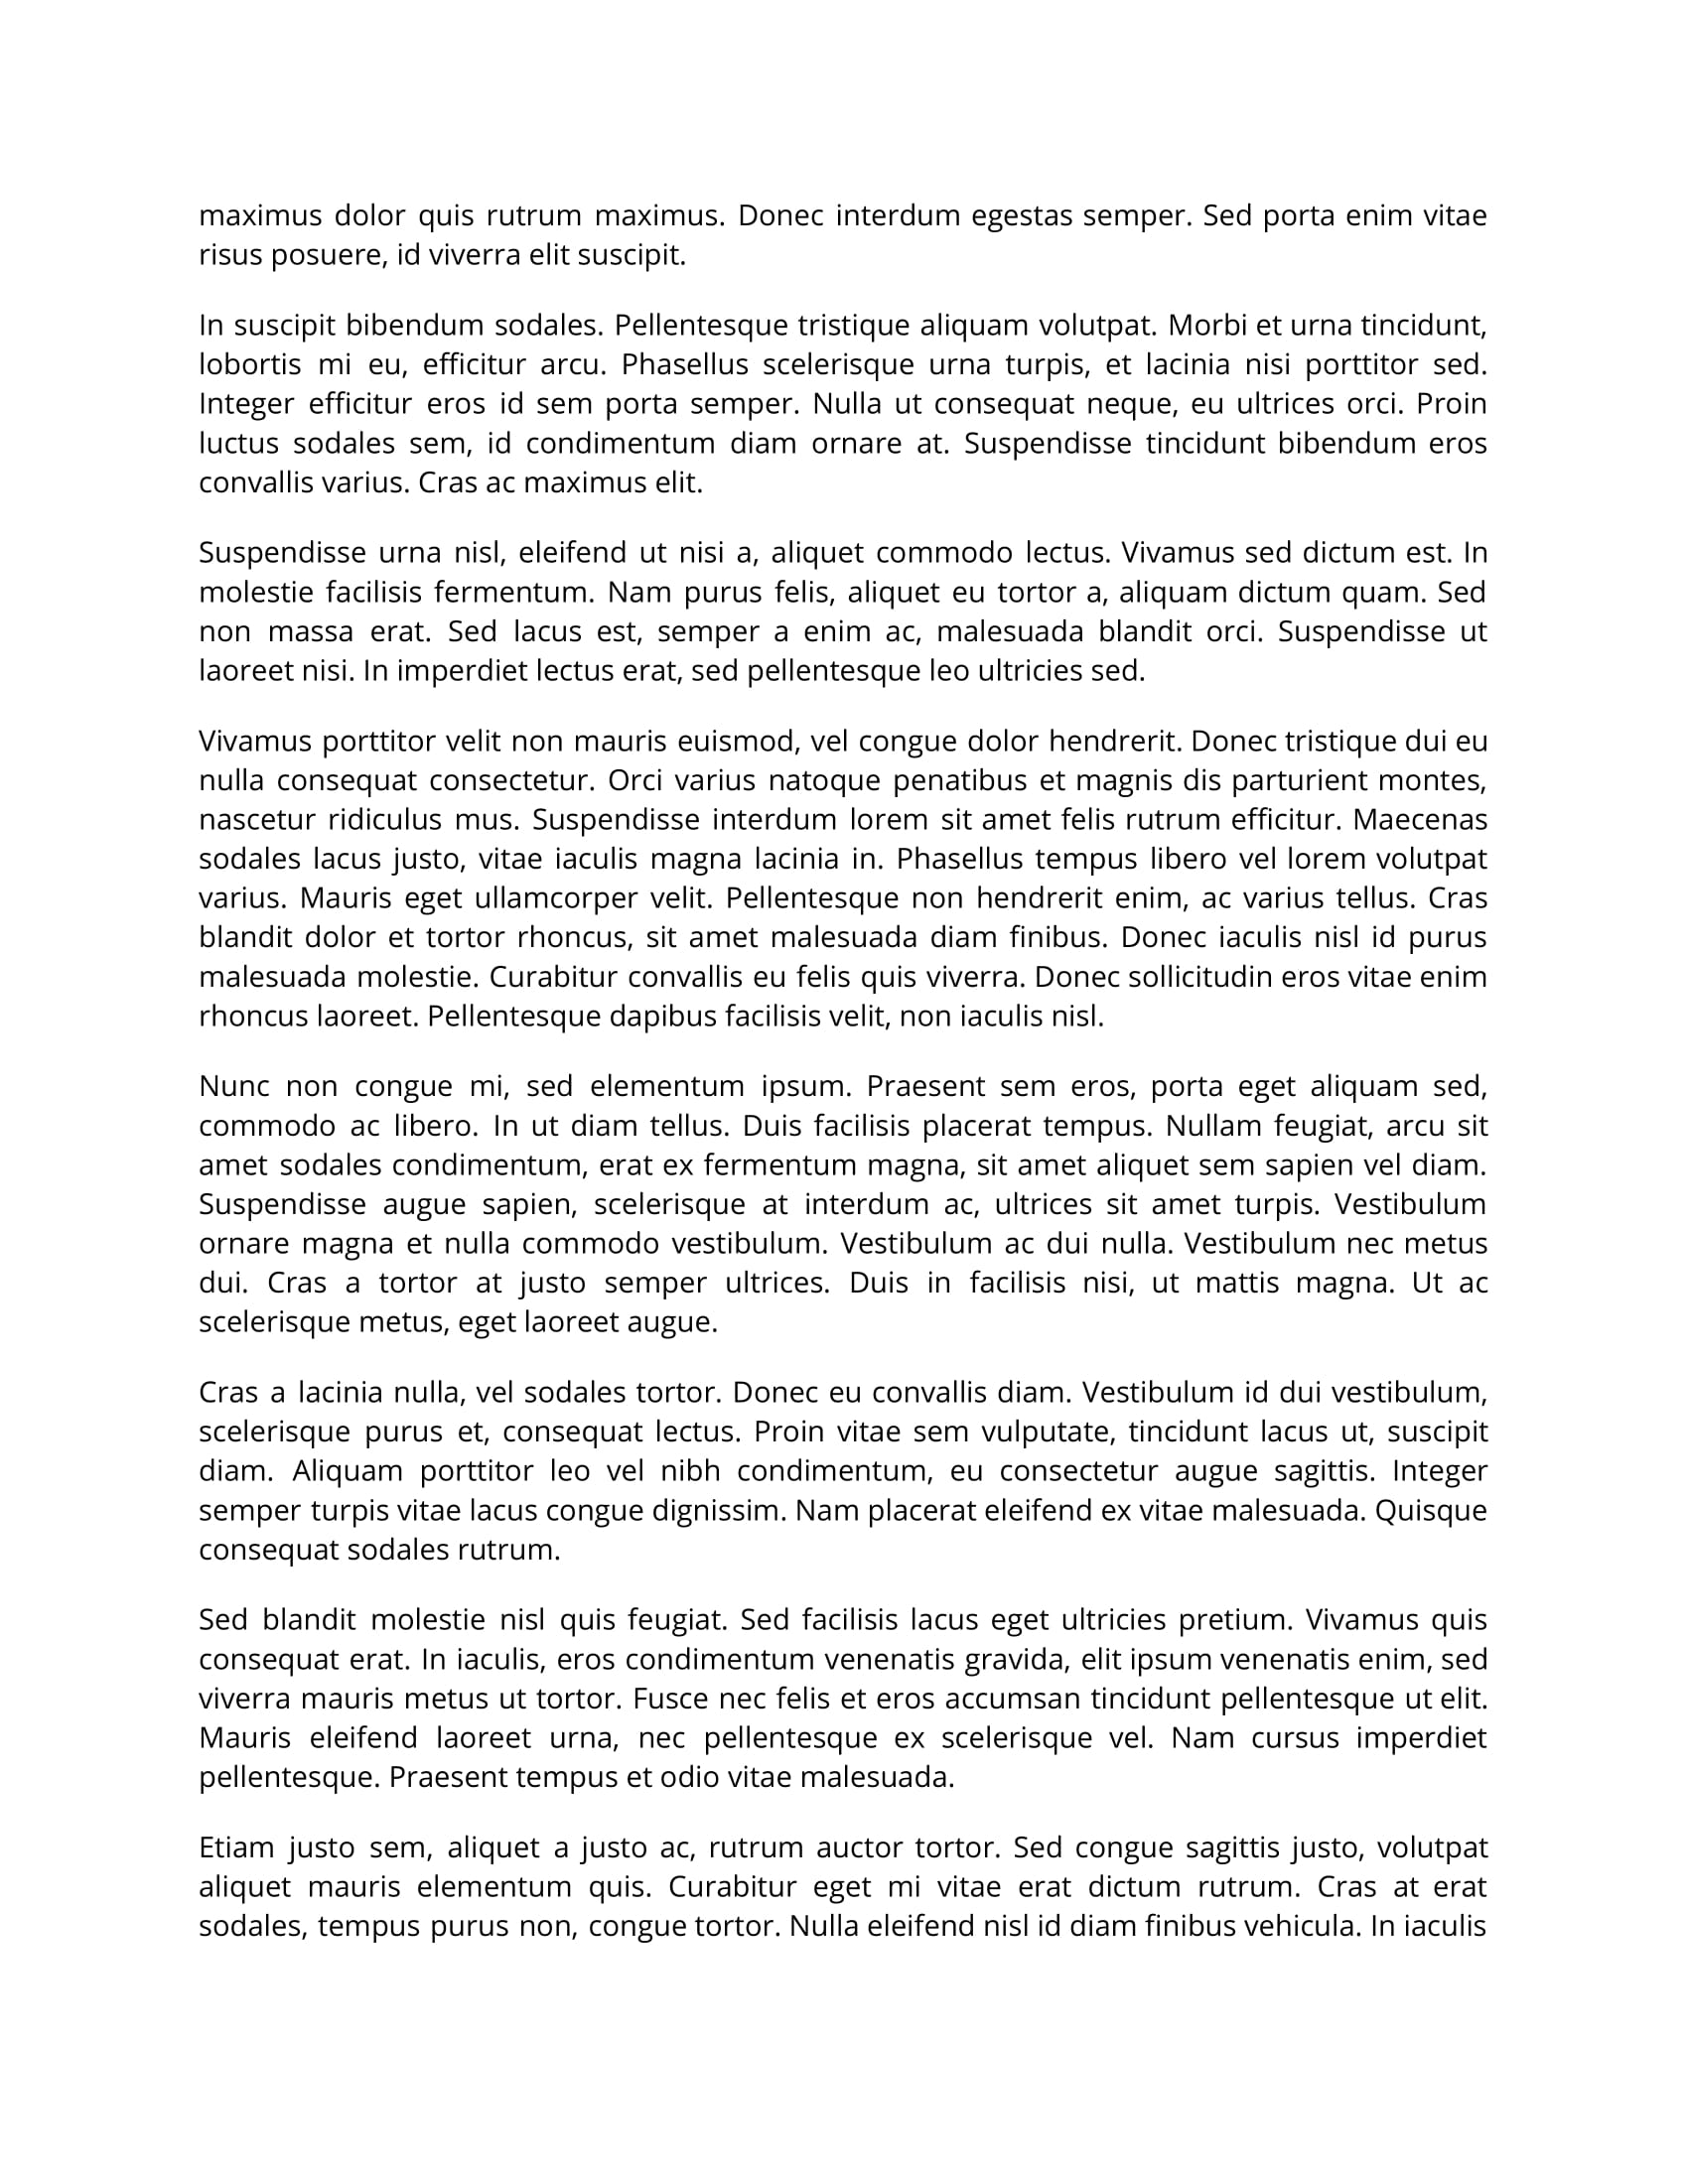 maximus dolor quis rutrum maximus. Donec interdum egestas semper. Sed porta enim vitae
risus posuere, id viverra elit suscipit.
In suscipit bibendum sodales. Pellentesque tristique aliquam volutpat. Morbi et urna tincidunt,
lobortis mi eu, efficitur arcu. Phasellus scelerisque urna turpis, et lacinia nisi porttitor sed.
Integer efficitur eros id sem porta semper. Nulla ut consequat neque, eu ultrices orci. Proin
luctus sodales sem, id condimentum diam ornare at. Suspendisse tincidunt bibendum eros
convallis varius. Cras ac maximus elit.
Suspendisse urna nisl, eleifend ut nisi a, aliquet commodo lectus. Vivamus sed dictum est. In
molestie facilisis fermentum. Nam purus felis, aliquet eu tortor a, aliquam dictum quam. Sed
non massa erat. Sed lacus est, semper a enim ac, malesuada blandit orci. Suspendisse ut
laoreet nisi. In imperdiet lectus erat, sed pellentesque leo ultricies sed.
Vivamus porttitor velit non mauris euismod, vel congue dolor hendrerit. Donec tristique dui eu
nulla consequat consectetur. Orci varius natoque penatibus et magnis dis parturient montes,
nascetur ridiculus mus. Suspendisse interdum lorem sit amet felis rutrum efficitur. Maecenas
sodales lacus justo, vitae iaculis magna lacinia in. Phasellus tempus libero vel lorem volutpat
varius. Mauris eget ullamcorper velit. Pellentesque non hendrerit enim, ac varius tellus. Cras
blandit dolor et tortor rhoncus, sit amet malesuada diam finibus. Donec iaculis nisl id purus
malesuada molestie. Curabitur convallis eu felis quis viverra. Donec sollicitudin eros vitae enim
rhoncus laoreet. Pellentesque dapibus facilisis velit, non iaculis nisl.
Nunc non congue mi, sed elementum ipsum. Praesent sem eros, porta eget aliquam sed,
commodo ac libero. In ut diam tellus. Duis facilisis placerat tempus. Nullam feugiat, arcu sit
amet sodales condimentum, erat ex fermentum magna, sit amet aliquet sem sapien vel diam.
Suspendisse augue sapien, scelerisque at interdum ac, ultrices sit amet turpis. Vestibulum
ornare magna et nulla commodo vestibulum. Vestibulum ac dui nulla. Vestibulum nec metus
dui. Cras a tortor at justo semper ultrices. Duis in facilisis nisi, ut mattis magna. Ut ac
scelerisque metus, eget laoreet augue.
Cras a lacinia nulla, vel sodales tortor. Donec eu convallis diam. Vestibulum id dui vestibulum,
scelerisque purus et, consequat lectus. Proin vitae sem vulputate, tincidunt lacus ut, suscipit
diam. Aliquam porttitor leo vel nibh condimentum, eu consectetur augue sagittis. Integer
semper turpis vitae lacus congue dignissim. Nam placerat eleifend ex vitae malesuada. Quisque
consequat sodales rutrum.
Sed blandit molestie nisl quis feugiat. Sed facilisis lacus eget ultricies pretium. Vivamus quis
consequat erat. In iaculis, eros condimentum venenatis gravida, elit ipsum venenatis enim, sed
viverra mauris metus ut tortor. Fusce nec felis et eros accumsan tincidunt pellentesque ut elit.
Mauris eleifend laoreet urna, nec pellentesque ex scelerisque vel. Nam cursus imperdiet
pellentesque. Praesent tempus et odio vitae malesuada.
Etiam justo sem, aliquet a justo ac, rutrum auctor tortor. Sed congue sagittis justo, volutpat
aliquet mauris elementum quis. Curabitur eget mi vitae erat dictum rutrum. Cras at erat
sodales, tempus purus non, congue tortor. Nulla eleifend nisl id diam finibus vehicula. In iaculis